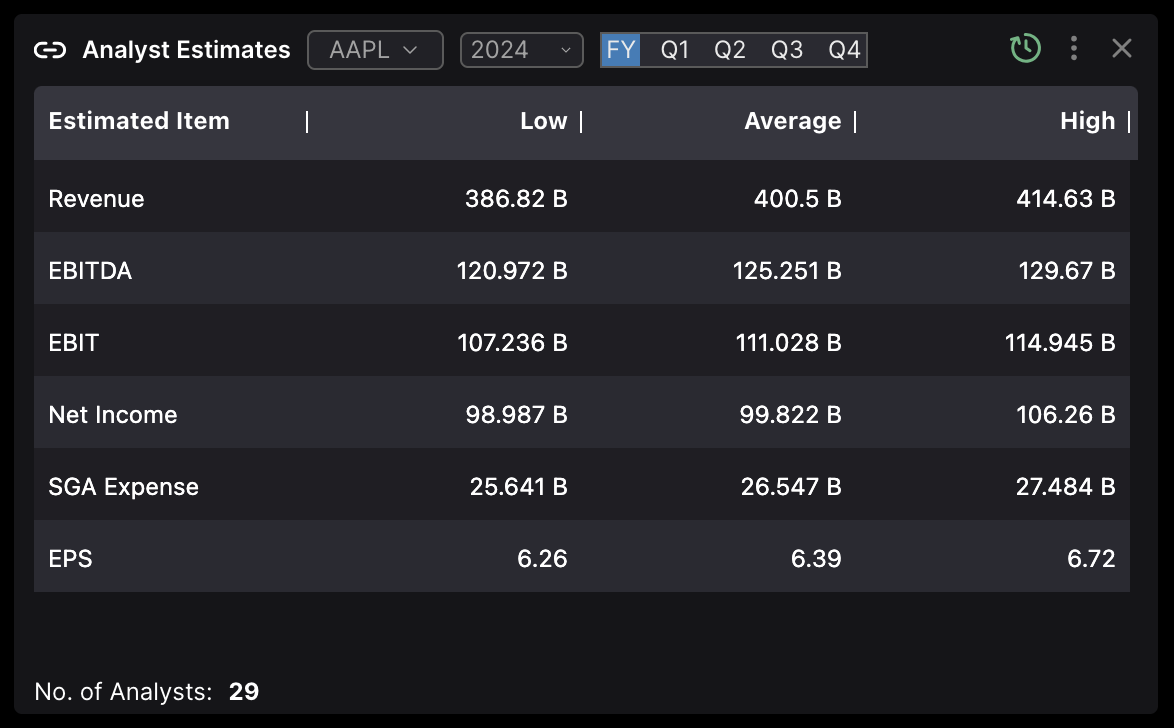 Analyst Estimates AAPL 2024 FY Q1 Q2 Q3 Q4
Estimated Item Low Average High
Revenue 386.82 B 400.5 B 414.63 B
EBITDA 120.972 B 125.251 B 129.67 B
EBIT 107.236 B 111.028 B 114.945 B
Net Income 98.987 B 99.822 B 106.26 B
SGA Expense 25.641 B 26.547 B 27.484 B
EPS 6.26 6.39 6.72
No. of Analysts: 29